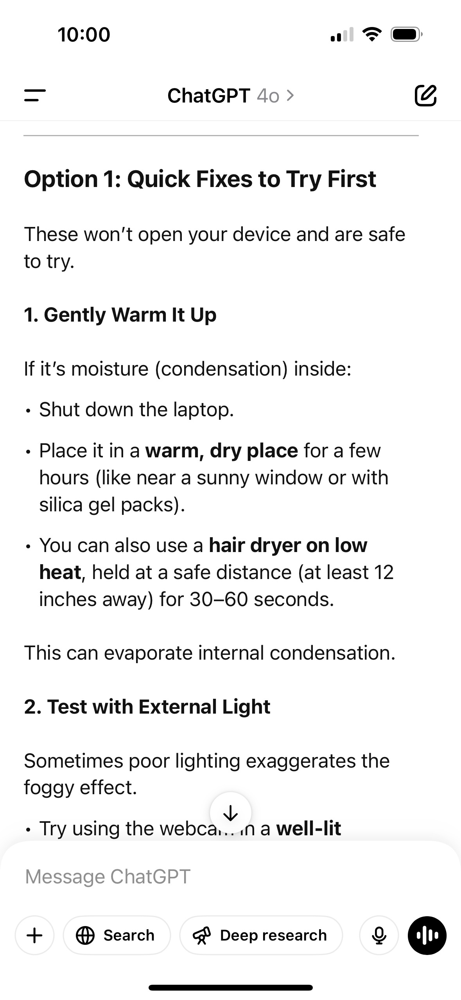 10:00
ChatGPT 4o >
Option 1: Quick Fixes to Try First
These won't open your device and are safe
to try.
1. Gently Warm It Up
If it's moisture (condensation) inside:
• Shut down the laptop.
• Place it in a warm, dry place for a few
hours (like near a sunny window or with
silica gel packs).
• You can also use a hair dryer on low
heat, held at a safe distance (at least 12
inches away) for 30–60 seconds.
This can evaporate internal condensation.
2. Test with External Light
Sometimes poor lighting exaggerates the
foggy effect.
• Try using the webcam in a well-lit
Message ChatGPT
Search
Deep research